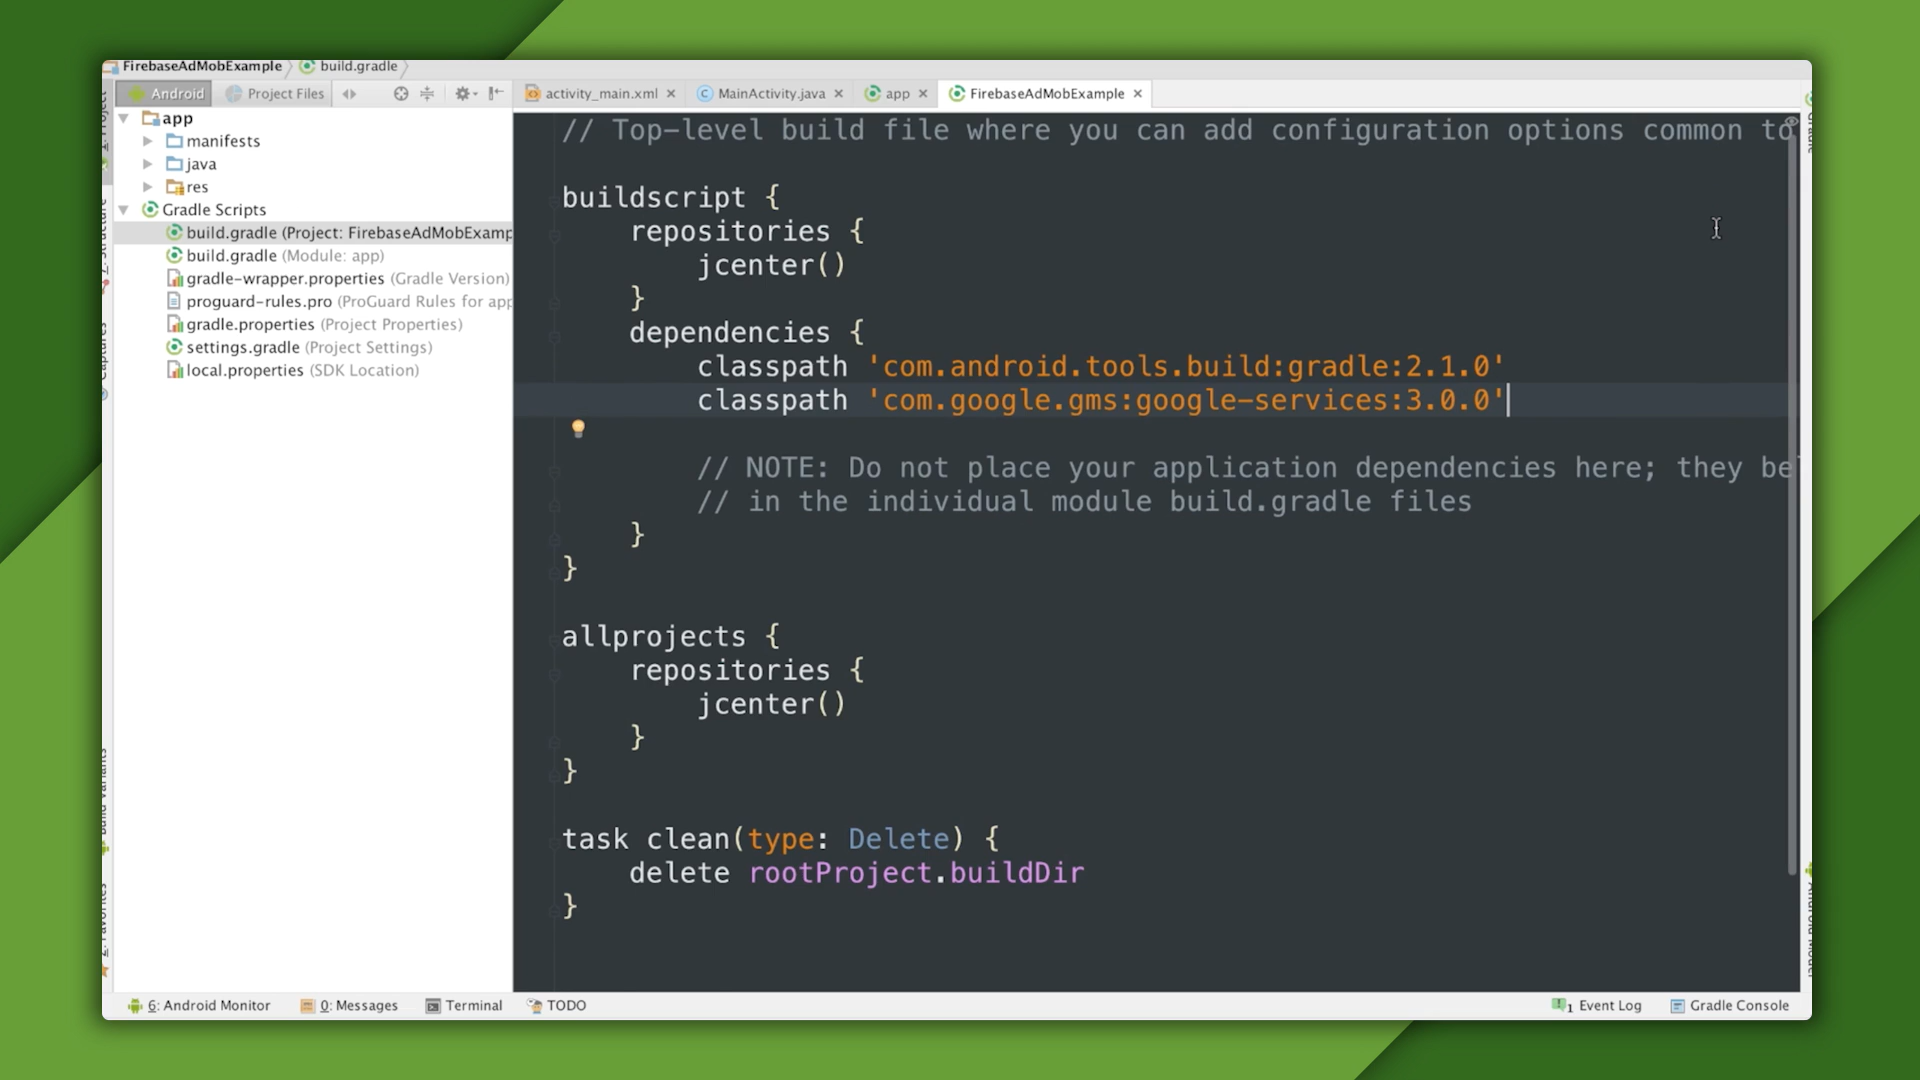 FirebaseAdMobExample build.gradle
Android Project Files
activity_main.xml MainActivity.java app FirebaseAdMobExample
app
manifests
java
res
Gradle Scripts
build.gradle (Project: FirebaseAdMobExamp
build.gradle (Module: app)
gradle-wrapper.properties (Gradle Version)
proguard-rules.pro (ProGuard Rules for app
gradle.properties (Project Properties)
settings.gradle (Project Settings)
local.properties (SDK Location)
// Top-level build file where you can add configuration options common to
buildscript {
repositories {
jcenter()
}
dependencies {
classpath 'com.android.tools.build:gradle:2.1.0'
classpath 'com.google.gms:google-services:3.0.0'
// NOTE: Do not place your application dependencies here; they be
// in the individual module build.gradle files
}
}
allprojects {
repositories {
jcenter()
}
}
task clean(type: Delete) {
delete rootProject.buildDir
}
6: Android Monitor 0: Messages Terminal TODO
1 Event Log Gradle Console